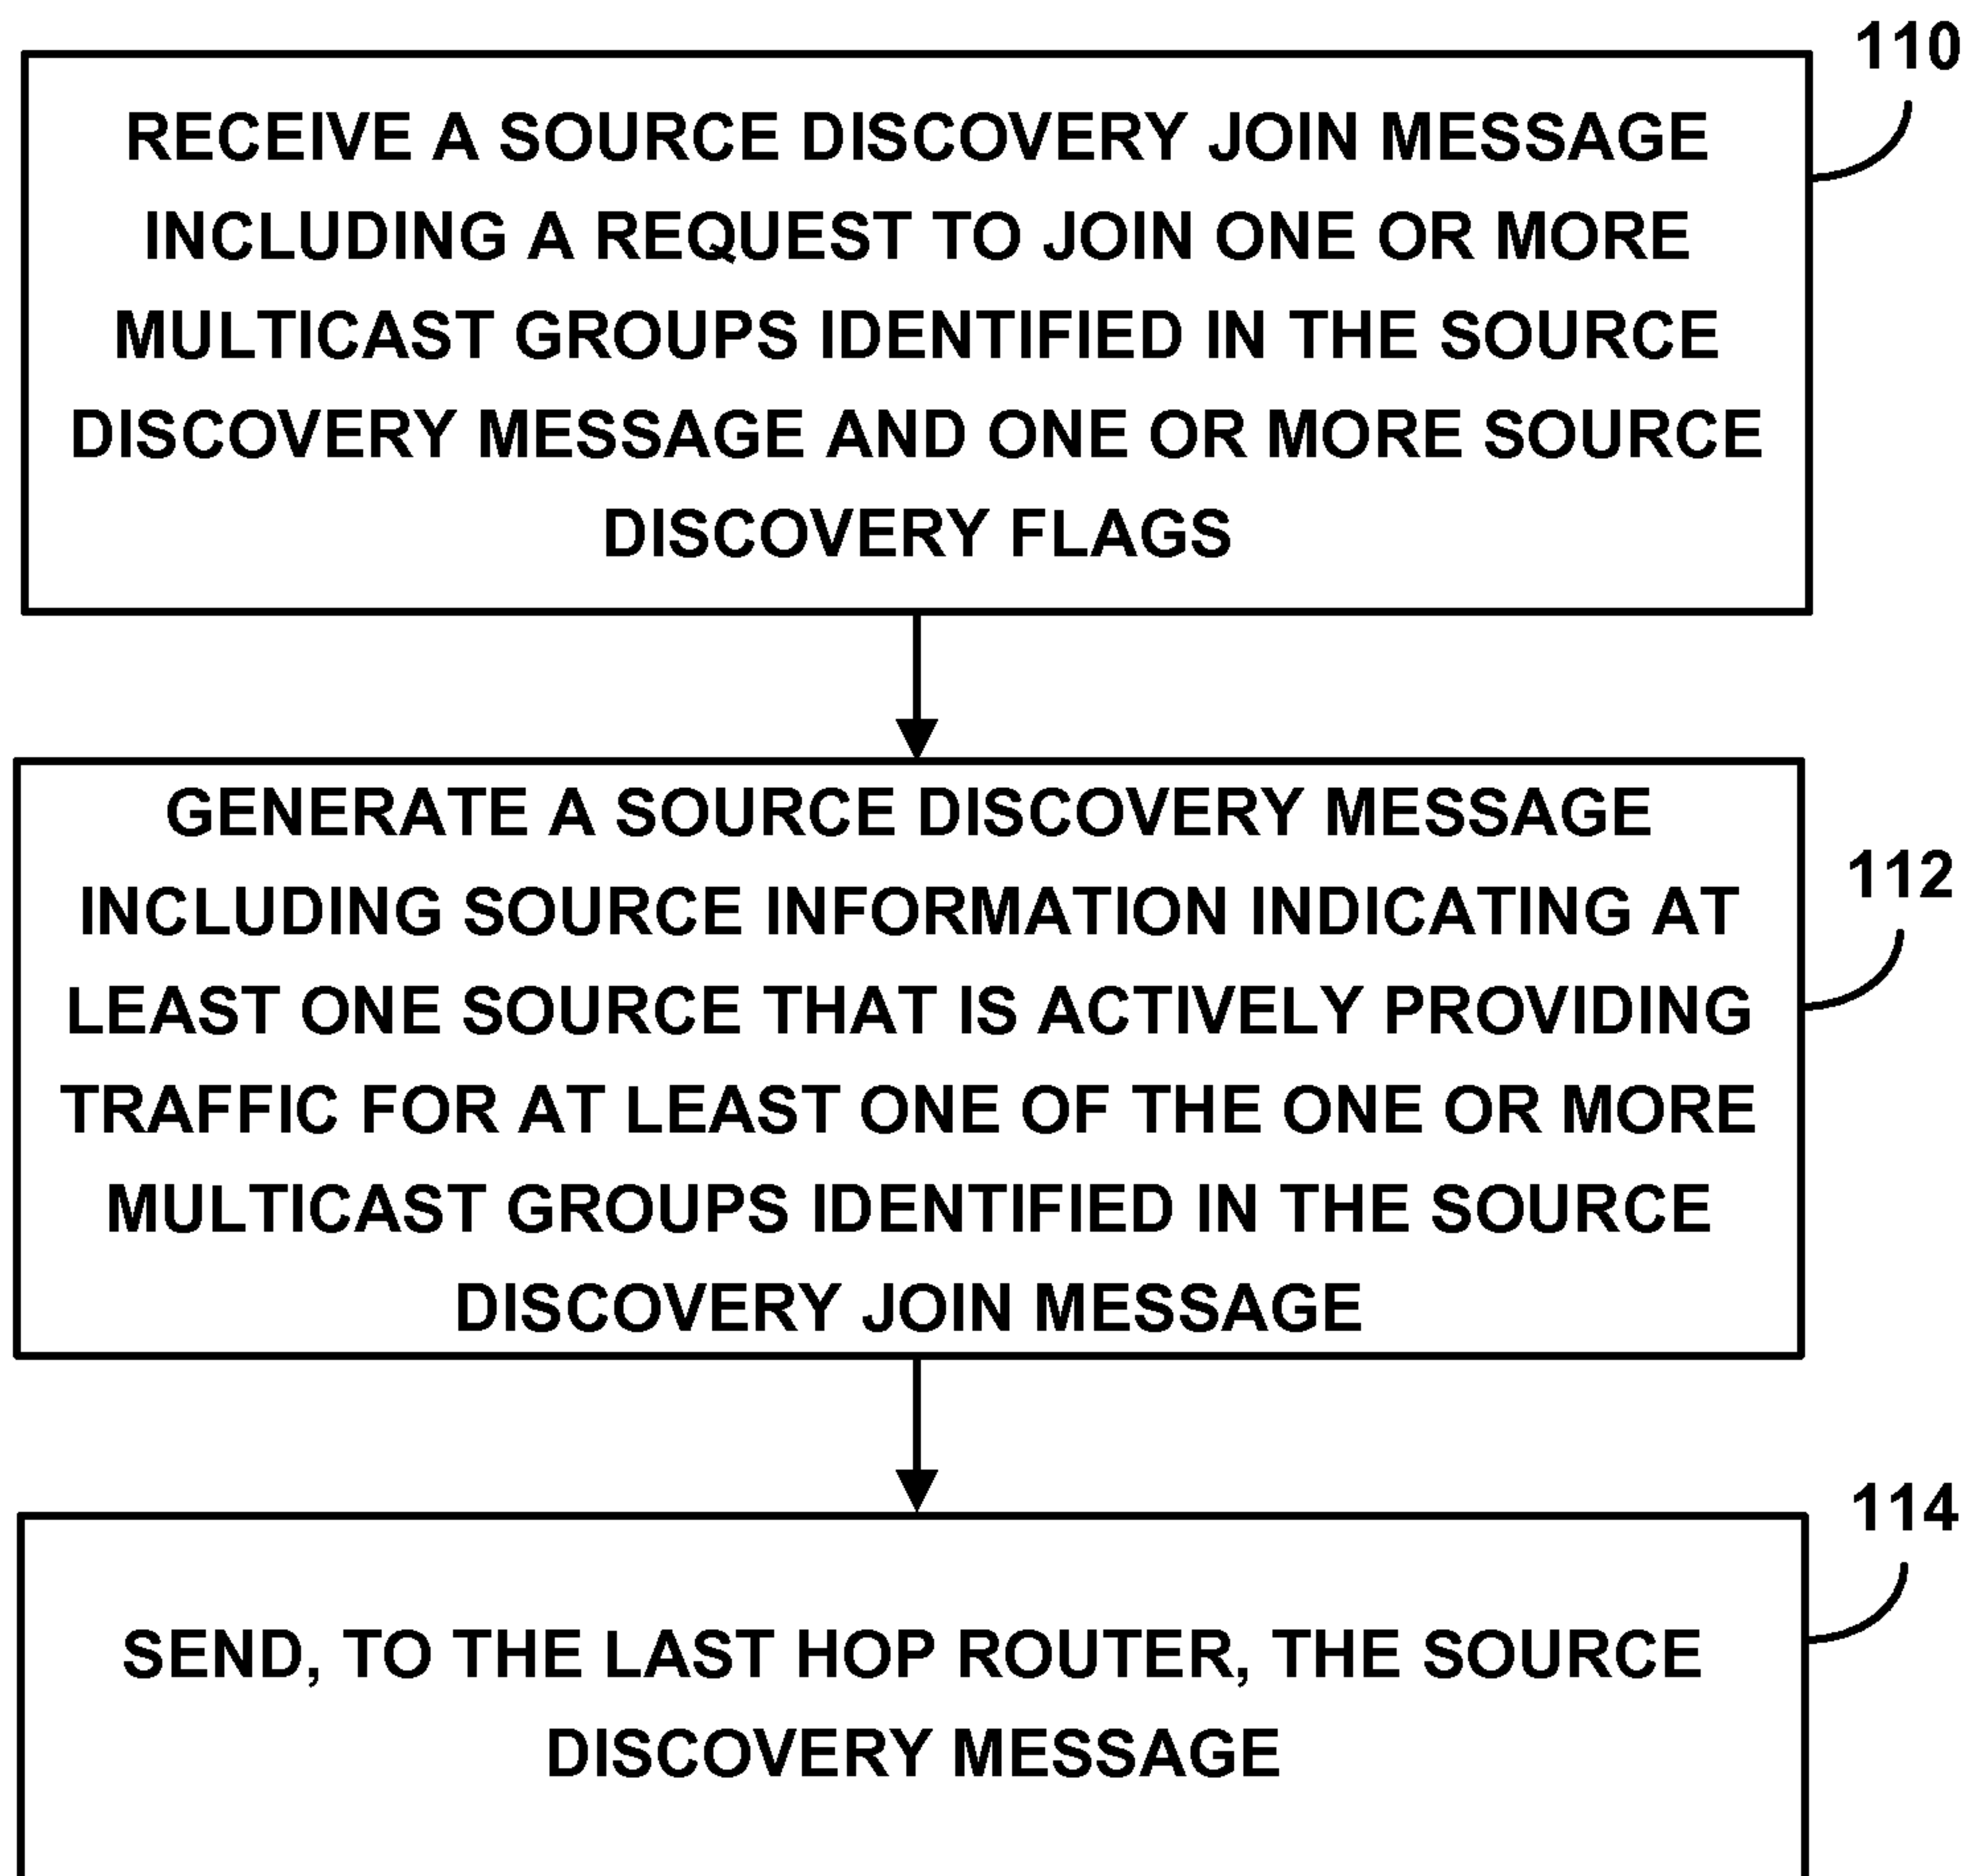 110
RECEIVE A SOURCE DISCOVERY JOIN MESSAGE
INCLUDING A REQUEST TO JOIN ONE OR MORE
MULTICAST GROUPS IDENTIFIED IN THE SOURCE
DISCOVERY MESSAGE AND ONE OR MORE SOURCE
DISCOVERY FLAGS
112
GENERATE A SOURCE DISCOVERY MESSAGE
INCLUDING SOURCE INFORMATION INDICATING AT
LEAST ONE SOURCE THAT IS ACTIVELY PROVIDING
TRAFFIC FOR AT LEAST ONE OF THE ONE OR MORE
MULTICAST GROUPS IDENTIFIED IN THE SOURCE
DISCOVERY JOIN MESSAGE
114
SEND, TO THE LAST HOP ROUTER, THE SOURCE
DISCOVERY MESSAGE